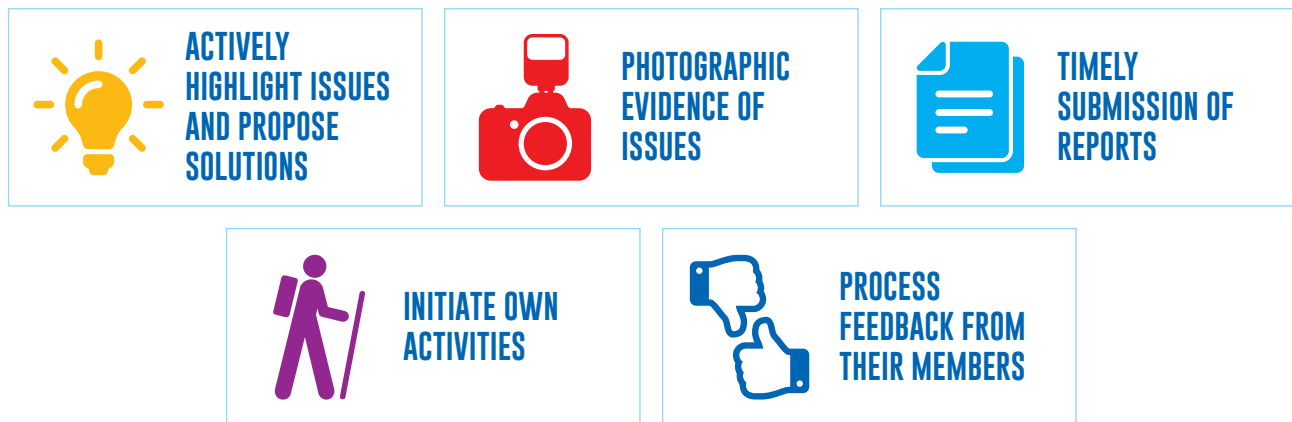 ACTIVELY
HIGHLIGHT ISSUES
AND PROPOSE
SOLUTIONS
PHOTOGRAPHIC
EVIDENCE OF
ISSUES
TIMELY
SUBMISSION OF
REPORTS
INITIATE OWN
ACTIVITIES
PROCESS
FEEDBACK FROM
THEIR MEMBERS